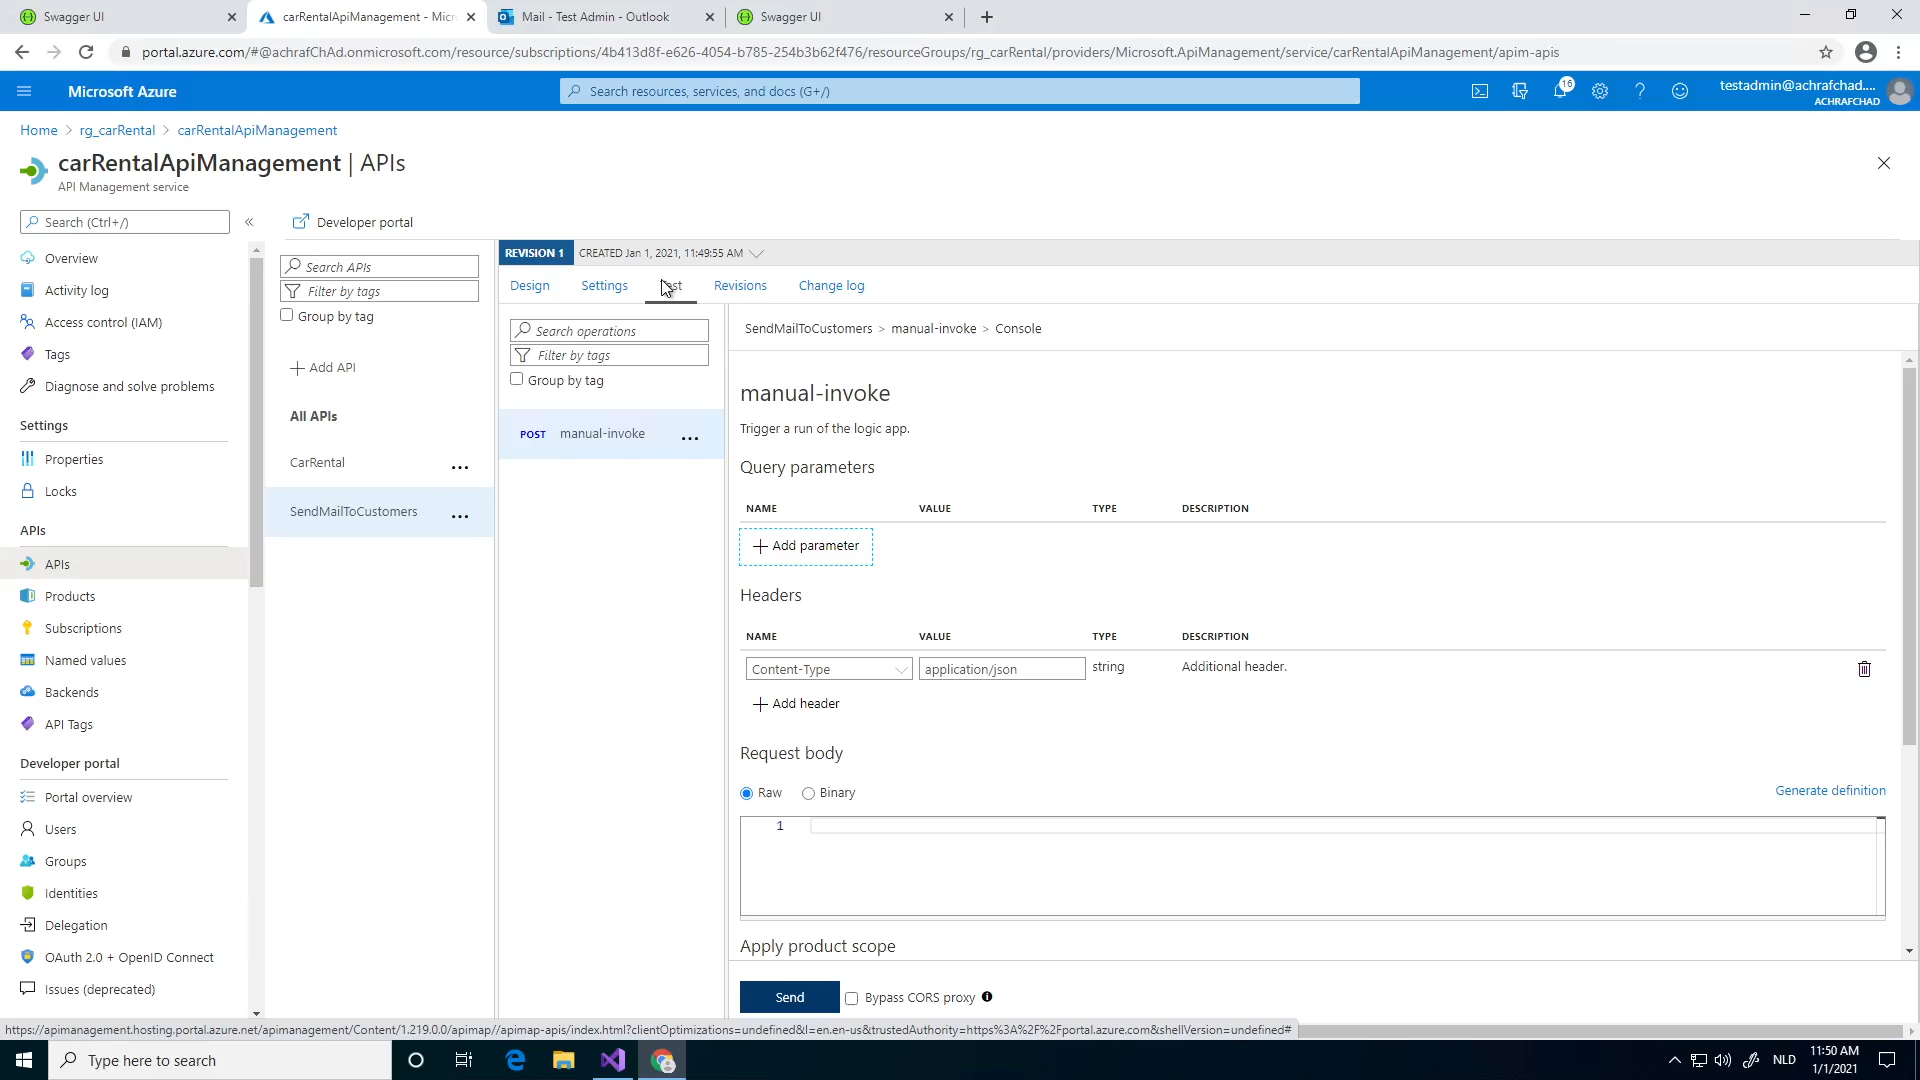 Swagger UI
carRentalApiManagement - Micr
Mail - Test Admin - Outlook
Swagger UI
portal.azure.com/#@achrafChAd.onmicrosoft.com/resource/subscriptions/4b413d8f-e626-4054-b785-254b3b62f476/resourceGroups/rg_carRental/providers/Microsoft.ApiManagement/service/carRentalApiManagement/apim-apis
Microsoft Azure
Search resources, services, and docs (G+/)
16
testadmin@achrafchad....
ACHRAFCHAD
Home > rg_carRental > carRentalApiManagement
carRentalApiManagement | APIs
API Management service
Search (Ctrl+/)
«
Overview
Activity log
Access control (IAM)
Tags
Diagnose and solve problems
Settings
Properties
Locks
APIs
APIs
Products
Subscriptions
Named values
Backends
API Tags
Developer portal
Portal overview
Users
Groups
Identities
Delegation
OAuth 2.0 + OpenID Connect
Issues (deprecated)
Developer portal
Search APIs
Filter by tags
Group by tag
Add API
All APIs
CarRental
SendMailToCustomers
REVISION 1
CREATED Jan 1, 2021, 11:49:55 AM
Design
Settings
Revisions
Change log
Search operations
Filter by tags
Group by tag
POST manual-invoke
SendMailToCustomers > manual-invoke > Console
manual-invoke
Trigger a run of the logic app.
Query parameters
NAME VALUE TYPE DESCRIPTION
Add parameter
Headers
NAME VALUE TYPE DESCRIPTION
Content-Type application/json string Additional header.
Add header
Request body
Raw Binary
Generate definition
1
Apply product scope
Send
Bypass CORS proxy
https://apimanagement.hosting.portal.azure.net/apimanagement/Content/1.219.0.0/apimap//apimap-apis/index.html?clientOptimizations=undefined&l=en.en-us&trustedAuthority=https%3A%2F%2Fportal.azure.com&shellVersion=undefined#
Type here to search
NLD
11:50 AM
1/1/2021